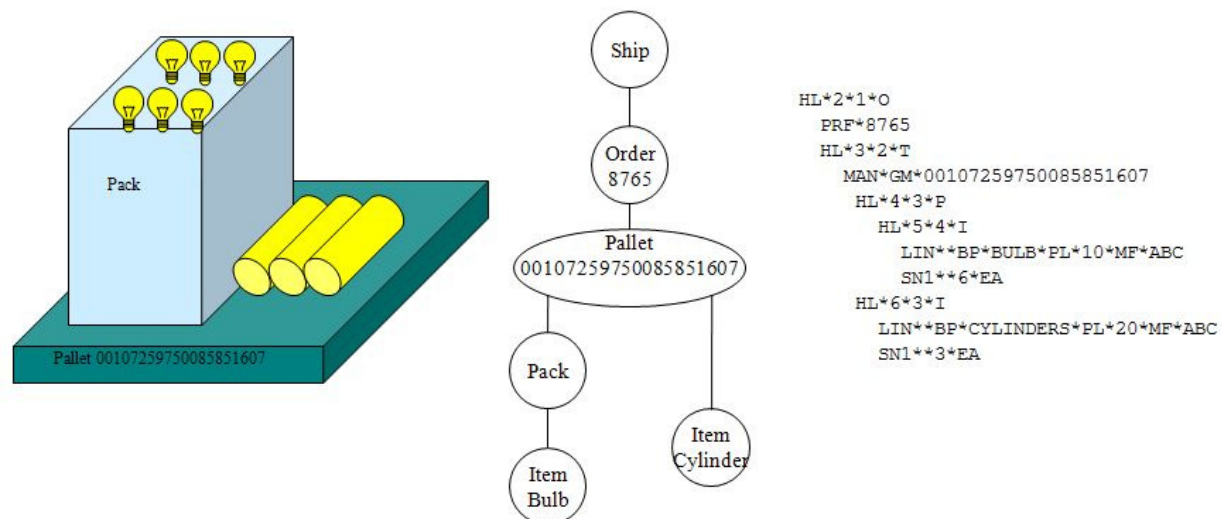 Pack
Pallet 00107259750085851607
Ship
Order
8765
Pallet
00107259750085851607
Pack
Item
Bulb
Item
Cylinder
HL*2*1*O
PRF*8765
HL*3*2*T
MAN*GM*00107259750085851607
HL*4*3*P
HL*5*4*I
LIN**BP*BULB*PL*10*MF*ABC
SN1**6*EA
HL*6*3*I
LIN**BP*CYLINDERS*PL*20*MF*ABC
SN1**3*EA